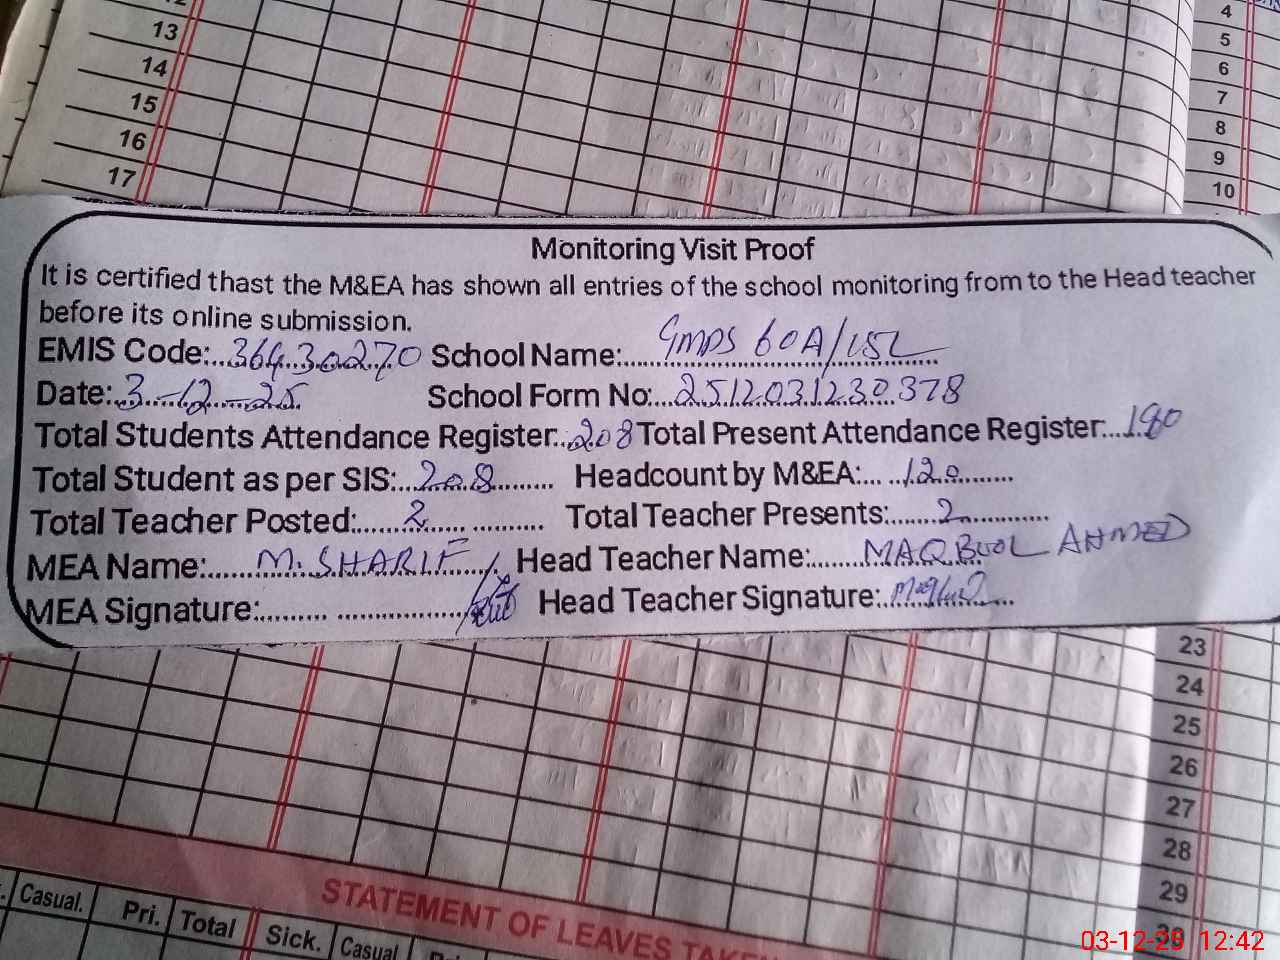 13
14
15
16
17
4
5
6
7
8
9
10
Monitoring Visit Proof
It is certified thast the M&EA has shown all entries of the school monitoring from to the Head teacher
before its online submission.
EMIS Code:..36430270 School Name:......GMPS 60A/15L
Date:.3-12-25 School Form No:...2512031230378
Total Students Attendance Register:..208 Total Present Attendance Register:...190
Total Student as per SIS:...208......... Headcount by M&EA:... ..120.........
Total Teacher Posted:.......2...... .......... Total Teacher Presents:.......2............
MEA Name:.......M. SHARIF Head Teacher Name:........MAQBOOL AHMED
MEA Signature:.......... .................. Head Teacher Signature:..
23
24
25
26
27
28
29
30
STATEMENT OF LEAVES TAKEN
Casual. Pri. Total Sick. Casual
03-12-25 12:42